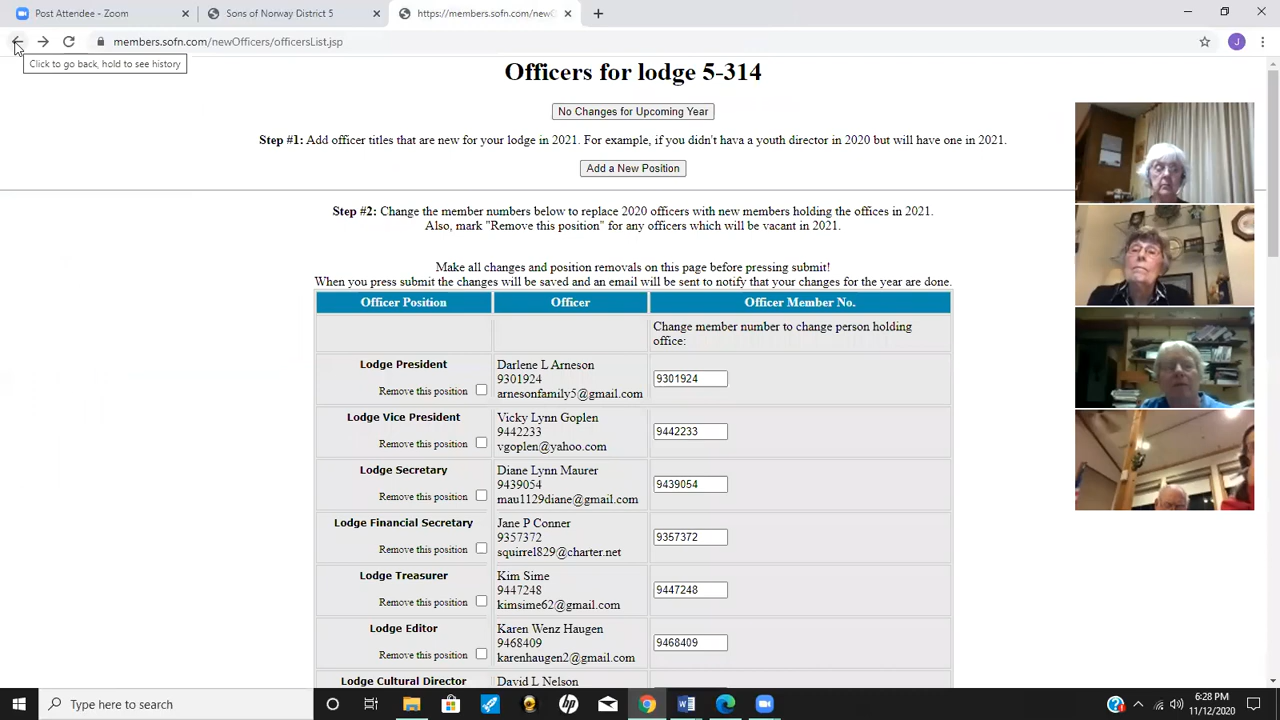 Post Attendee - Zoom
Sons of Norway District 5
https://members.sofn.com/newO
members.sofn.com/newOfficers/officersList.jsp
J
Click to go back, hold to see history
Officers for lodge 5-314
No Changes for Upcoming Year
Step #1: Add officer titles that are new for your lodge in 2021. For example, if you didn't hava a youth director in 2020 but will have one in 2021.
Add a New Position
Step #2: Change the member numbers below to replace 2020 officers with new members holding the offices in 2021.
Also, mark "Remove this position" for any officers which will be vacant in 2021.
Make all changes and position removals on this page before pressing submit!
When you press submit the changes will be saved and an email will be sent to notify that your changes for the year are done.
Officer Position Officer Officer Member No.
Change member number to change person holding
office:
Lodge President Darlene L Arneson
9301924 9301924
Remove this position arnesonfamily5@gmail.com
Lodge Vice President Vicky Lynn Goplen
9442233 9442233
Remove this position vgoplen@yahoo.com
Lodge Secretary Diane Lynn Maurer
9439054 9439054
Remove this position mau1129diane@gmail.com
Lodge Financial Secretary Jane P Conner
9357372 9357372
Remove this position squirrel829@charter.net
Lodge Treasurer Kim Sime
9447248 9447248
Remove this position kimsime62@gmail.com
Lodge Editor Karen Wenz Haugen
9468409 9468409
Remove this position karenhaugen2@gmail.com
Lodge Cultural Director David L Nelson
Type here to search
6:28 PM
11/12/2020